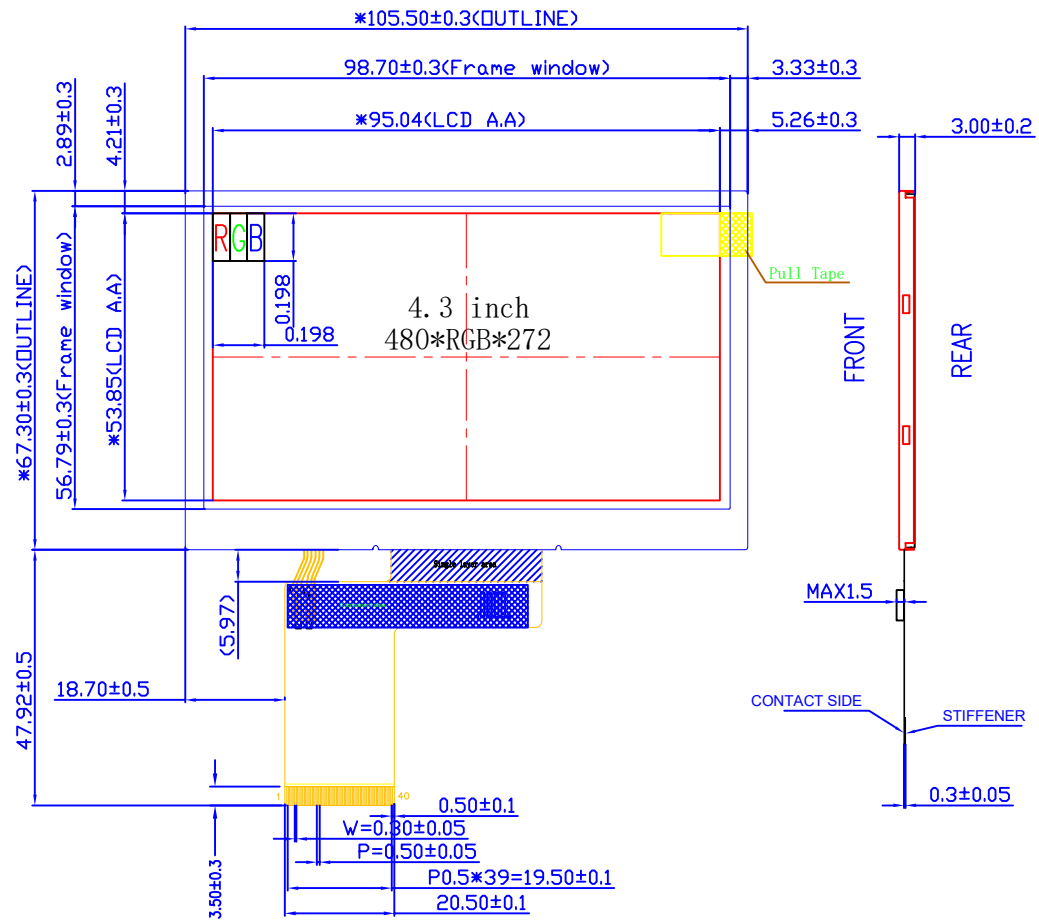 *105.50±0.3(OUTLINE)
98.70±0.3(Frame window)
3.33±0.3
*95.04(LCD A.A)
5.26±0.3
3.00±0.2
2.89±0.3
4.21±0.3
*67.30±0.3(OUTLINE)
56.79±0.3(Frame window)
*53.85(LCD A.A)
RGB
0.198
0.198
4.3 inch
480*RGB*272
Pull Tape
FRONT
REAR
Single layer area
(5.97)
MAX1.5
47.92±0.5
18.70±0.5
CONTACT SIDE
STIFFENER
1
40
0.3±0.05
3.50±0.3
0.50±0.1
W=0.30±0.05
P=0.50±0.05
P0.5*39=19.50±0.1
20.50±0.1